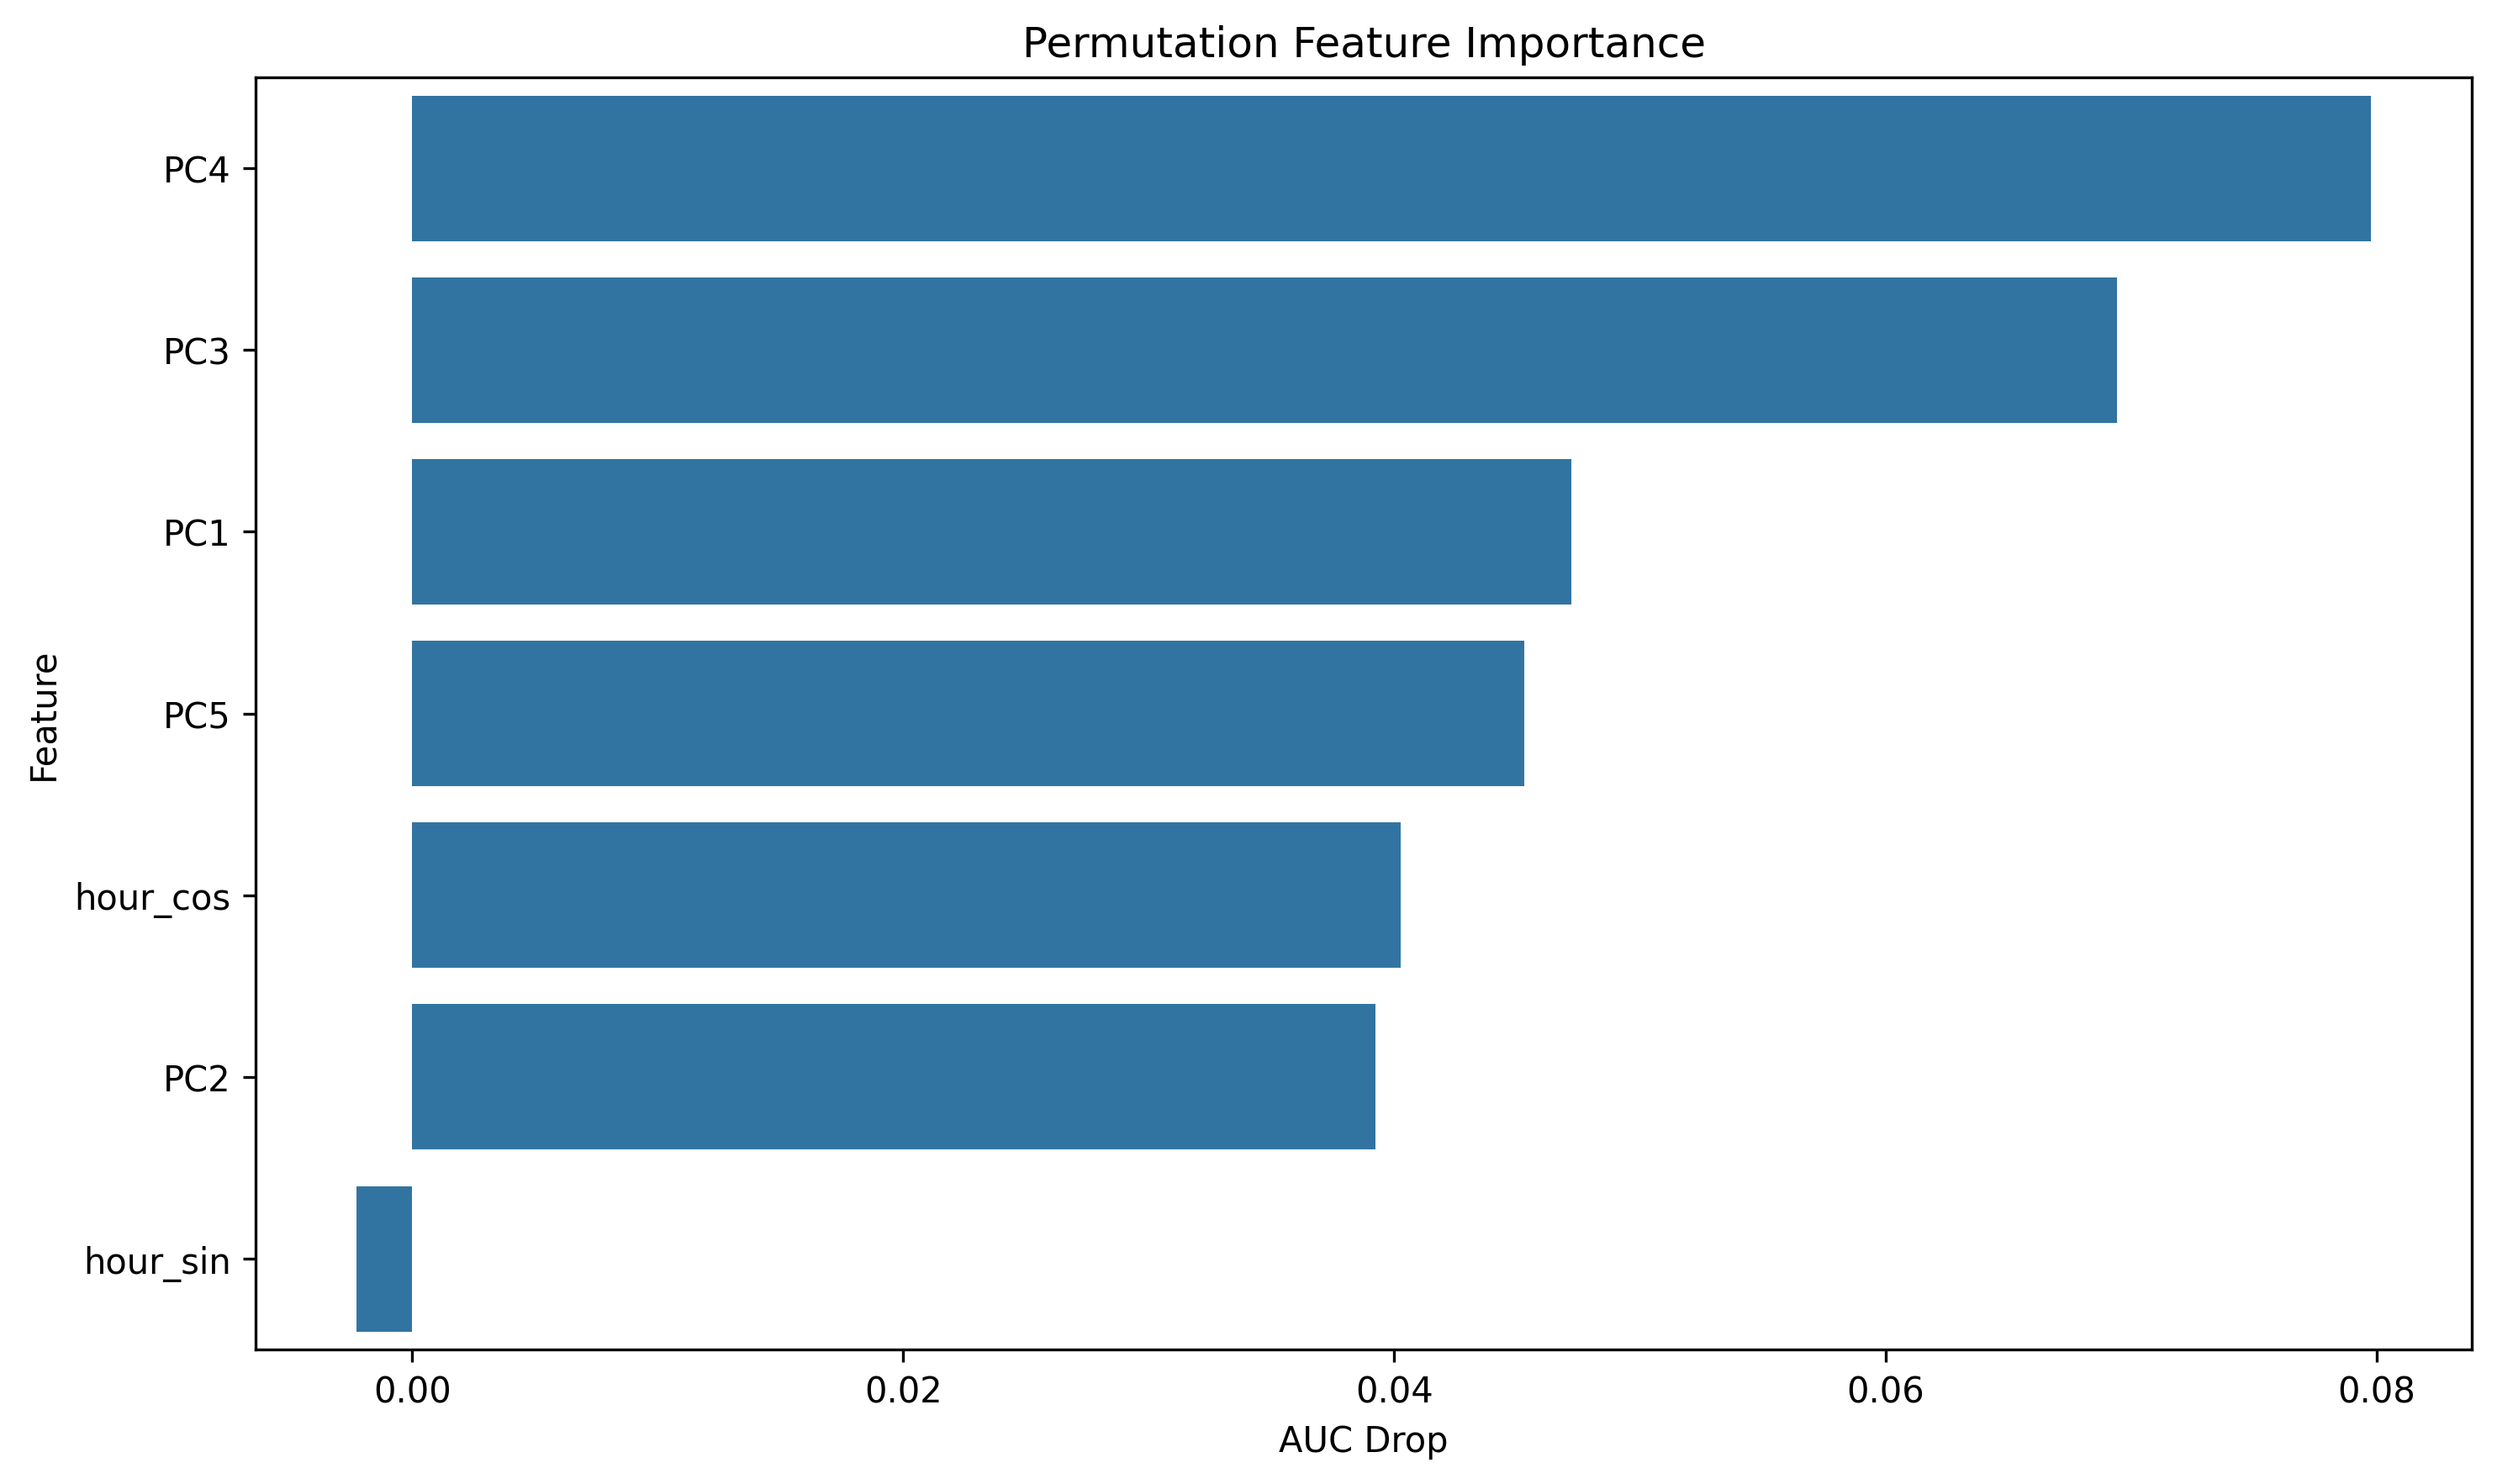 Permutation Feature Importance
Feature
PC4
PC3
PC1
PC5
hour_cos
PC2
hour_sin
0.00 0.02 0.04 0.06 0.08
AUC Drop